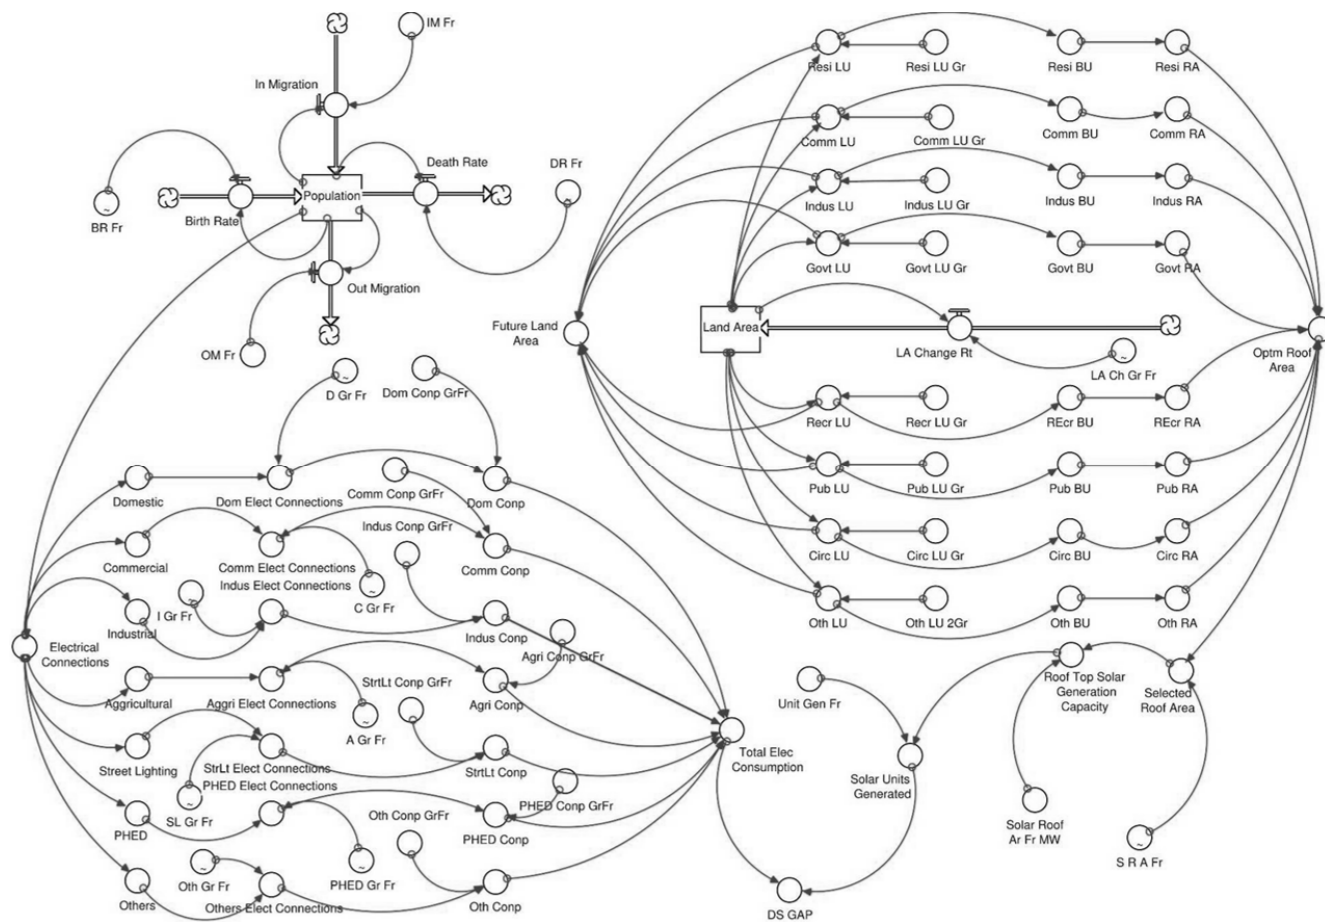 IM Fr
In Migration
Death Rate
DR Fr
Population
BR Fr
Birth Rate
Out Migration
OM Fr
Resi LU
Resi LU Gr
Resi BU
Resi RA
Comm LU
Comm LU Gr
Comm BU
Comm RA
Indus LU
Indus LU Gr
Indus BU
Indus RA
Govt LU
Govt LU Gr
Govt BU
Govt RA
Future Land
Area
Land Area
LA Change Rt
LA Ch Gr Fr
Optm Roof
Area
Recr LU
Recr LU Gr
REcr BU
REcr RA
Pub LU
Pub LU Gr
Pub BU
Pub RA
Circ LU
Circ LU Gr
Circ BU
Circ RA
Oth LU
Oth LU 2Gr
Oth BU
Oth RA
D Gr Fr
Dom Conp GrFr
Domestic
Dom Elect Connections
Comm Conp GrFr
Dom Conp
Indus Conp GrFr
Commercial
Comm Elect Connections
Comm Conp
Indus Elect Connections
I Gr Fr
C Gr Fr
Industrial
Indus Conp
Electrical
Connections
Agri Conp GrFr
StrtLt Conp GrFr
Aggricultural
Aggri Elect Connections
Agri Conp
A Gr Fr
Street Lighting
StrLt Elect Connections
StrtLt Conp
Total Elec
Consumption
PHED Elect Connections
SL Gr Fr
PHED Conp GrFr
Oth Conp GrFr
PHED
PHED Conp
Oth Gr Fr
PHED Gr Fr
Others
Others Elect Connections
Oth Conp
Unit Gen Fr
Roof Top Solar
Generation
Capacity
Selected
Roof Area
Solar Units
Generated
Solar Roof
Ar Fr MW
S R A Fr
DS GAP